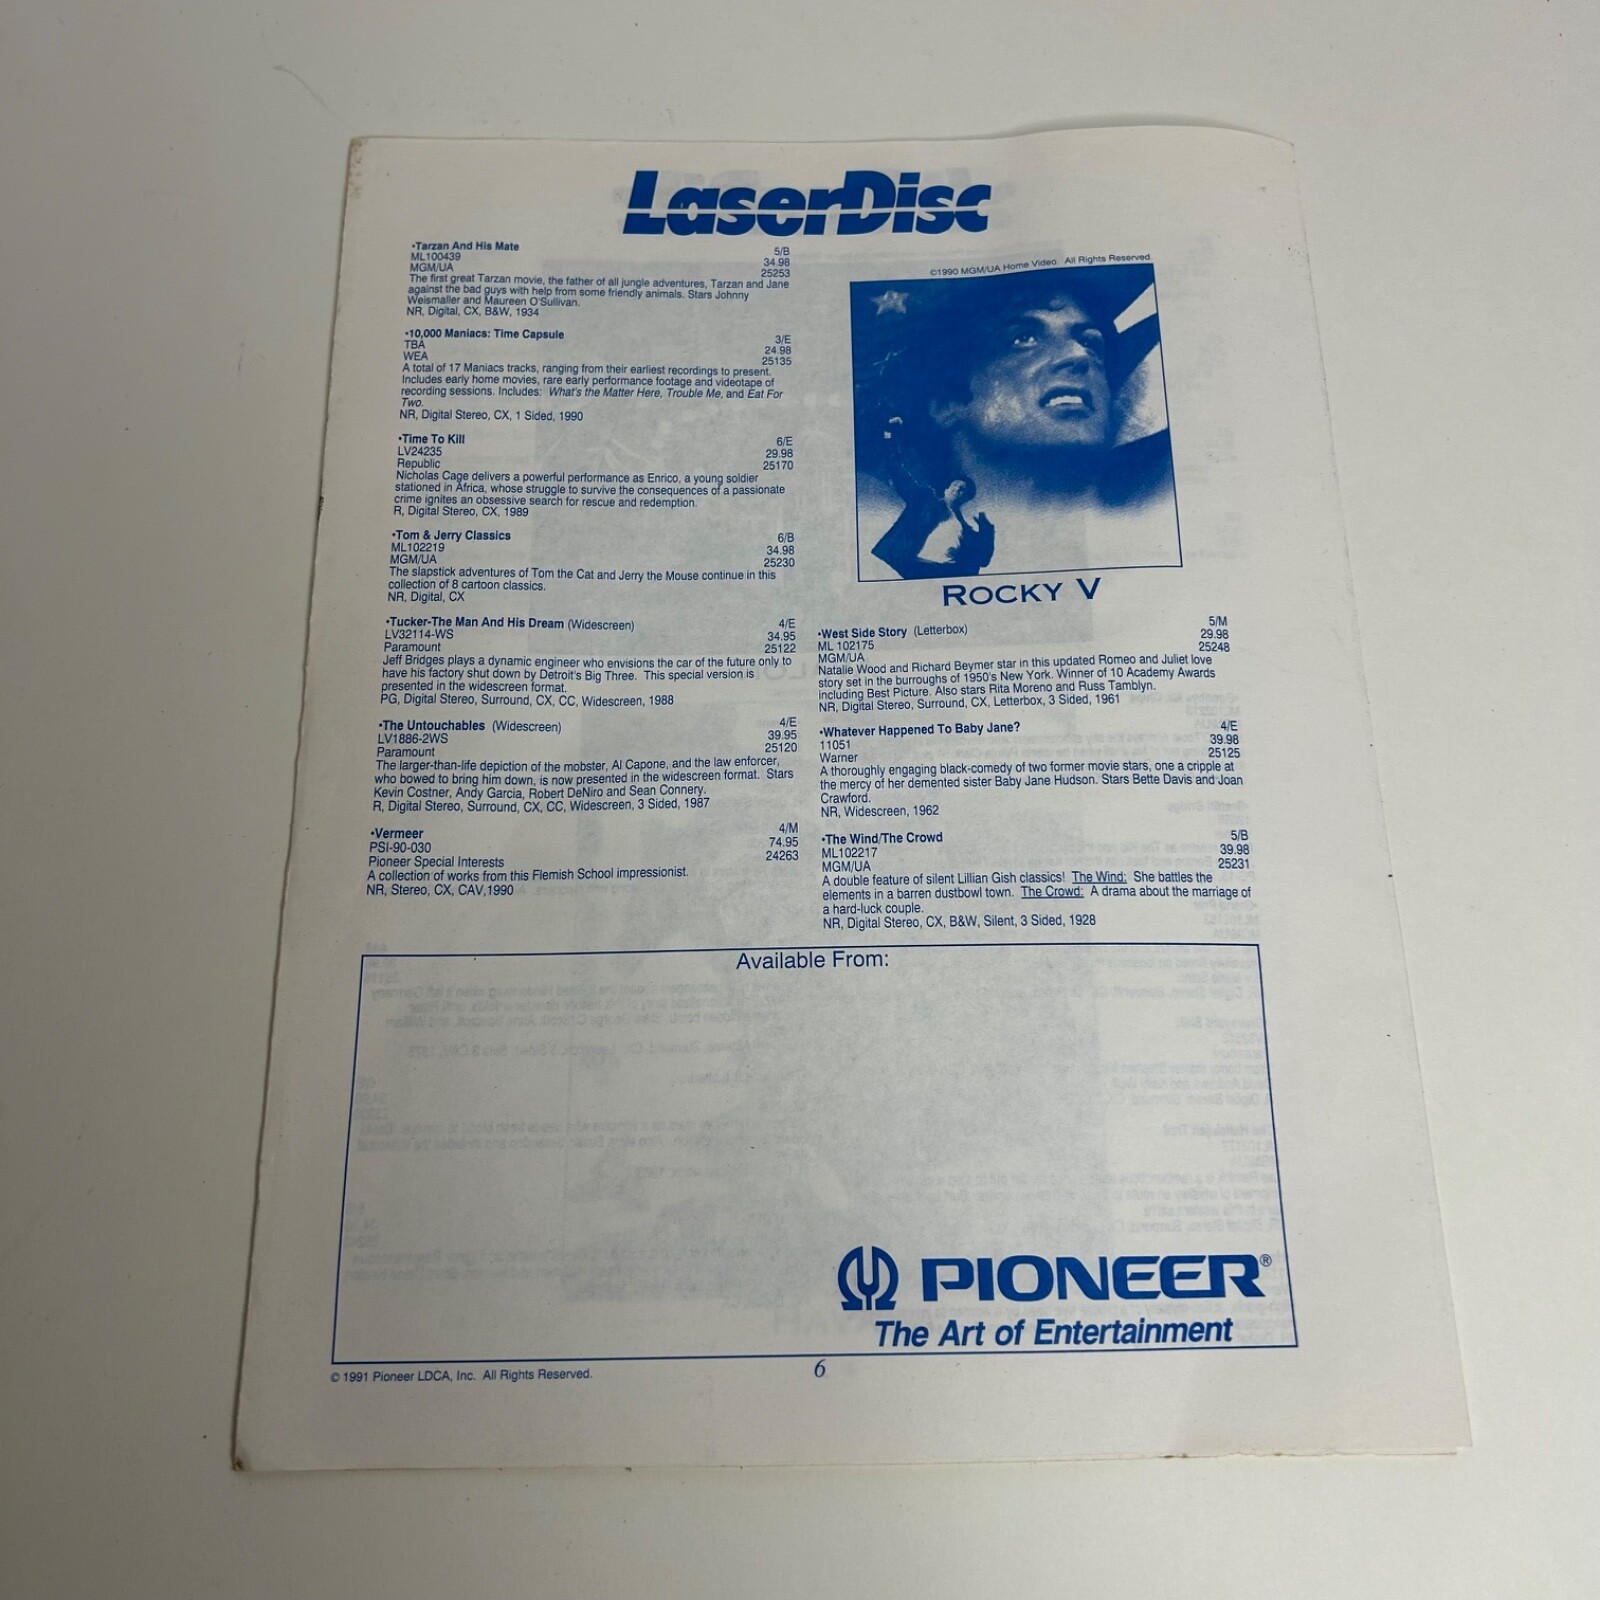 LaserDisc
•Tarzan And His Mate 5/B
ML100439 34.98
MGM/UA 25253
The first great Tarzan movie, the father of all jungle adventures, Tarzan and Jane
against the bad guys with help from some friendly animals. Stars Johnny
Weismaller and Maureen O'Sullivan.
NR, Digital, CX, B&W, 1934
•10,000 Maniacs: Time Capsule 3/E
TBA 24.98
WEA 25135
A total of 17 Maniacs tracks, ranging from their earliest recordings to present.
Includes early home movies, rare early performance footage and videotape of
recording sessions. Includes: What's the Matter Here, Trouble Me, and Eat For
Two.
NR, Digital Stereo, CX, 1 Sided, 1990
•Time To Kill 6/E
LV24235 29.98
Republic 25170
Nicholas Cage delivers a powerful performance as Enrico, a young soldier
stationed in Africa, whose struggle to survive the consequences of a passionate
crime ignites an obsessive search for rescue and redemption.
R, Digital Stereo, CX, 1989
•Tom & Jerry Classics 6/B
ML102219 34.98
MGM/UA 25230
The slapstick adventures of Tom the Cat and Jerry the Mouse continue in this
collection of 8 cartoon classics.
NR, Digital, CX
•Tucker-The Man And His Dream (Widescreen) 4/E
LV32114-WS 34.95
Paramount 25122
Jeff Bridges plays a dynamic engineer who envisions the car of the future only to
have his factory shut down by Detroit's Big Three. This special version is
presented in the widescreen format.
PG, Digital Stereo, Surround, CX, CC, Widescreen, 1988
•The Untouchables (Widescreen) 4/E
LV1886-2WS 39.95
Paramount 25120
The larger-than-life depiction of the mobster, Al Capone, and the law enforcer,
who bowed to bring him down, is now presented in the widescreen format. Stars
Kevin Costner, Andy Garcia, Robert DeNiro and Sean Connery.
R, Digital Stereo, Surround, CX, CC, Widescreen, 3 Sided, 1987
•Vermeer 4/M
PSI-90-030 74.95
Pioneer Special Interests 24263
A collection of works from this Flemish School impressionist.
NR, Stereo, CX, CAV,1990
©1990 MGM/UA Home Video. All Rights Reserved.
ROCKY V
•West Side Story (Letterbox) 5/M
ML 102175 29.98
MGM/UA 25248
Natalie Wood and Richard Beymer star in this updated Romeo and Juliet love
story set in the burroughs of 1950's New York. Winner of 10 Academy Awards
including Best Picture. Also stars Rita Moreno and Russ Tamblyn.
NR, Digital Stereo, Surround, CX, Letterbox, 3 Sided, 1961
•Whatever Happened To Baby Jane? 4/E
11051 39.98
Warner 25125
A thoroughly engaging black-comedy of two former movie stars, one a cripple at
the mercy of her demented sister Baby Jane Hudson. Stars Bette Davis and Joan
Crawford.
NR, Widescreen, 1962
•The Wind/The Crowd 5/B
ML102217 39.98
MGM/UA 25231
A double feature of silent Lillian Gish classics! The Wind: She battles the
elements in a barren dustbowl town. The Crowd: A drama about the marriage of
a hard-luck couple.
NR, Digital Stereo, CX, B&W, Silent, 3 Sided, 1928
Available From:
PIONEER®
The Art of Entertainment
© 1991 Pioneer LDCA, Inc. All Rights Reserved.
6